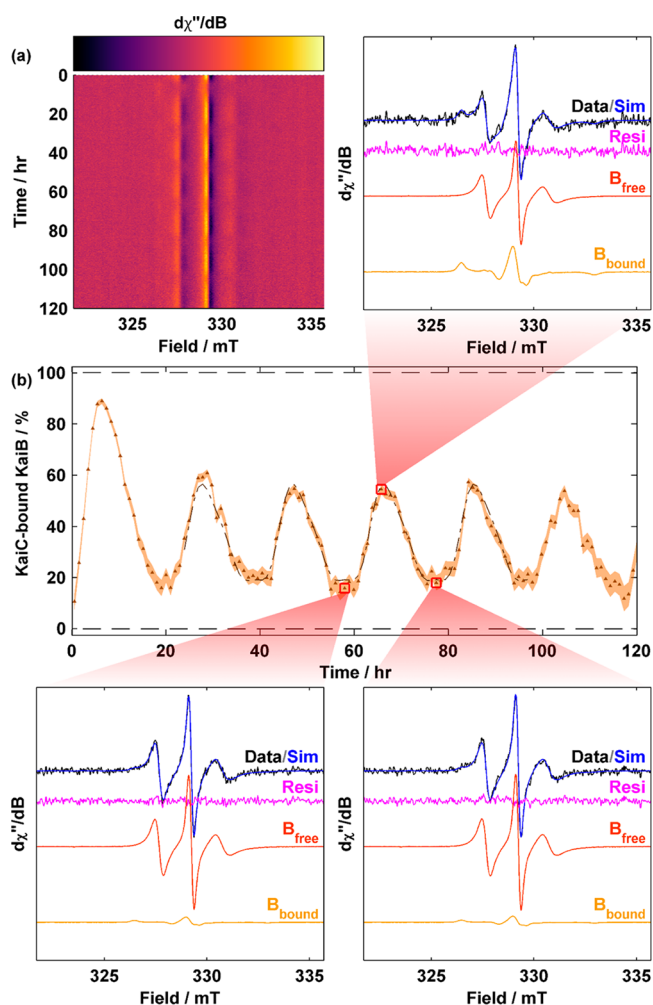 dχ"/dB
(a)
0
20
40
60
80
100
120
Time / hr
325
330
335
Field / mT
dχ"/dB
Data/Sim
Resi
B_free
B_bound
325
330
335
Field / mT
(b)
KaiC-bound KaiB / %
100
80
60
40
20
0
0
20
40
60
80
100
120
Time / hr
dχ"/dB
Data/Sim
Resi
B_free
B_bound
325
330
335
Field / mT
dχ"/dB
Data/Sim
Resi
B_free
B_bound
325
330
335
Field / mT